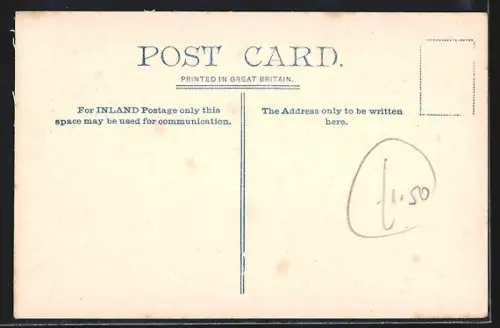 POST CARD.
PRINTED IN GREAT BRITAIN.
For INLAND Postage only this
space may be used for communication.
The Address only to be written
here.
£1.50